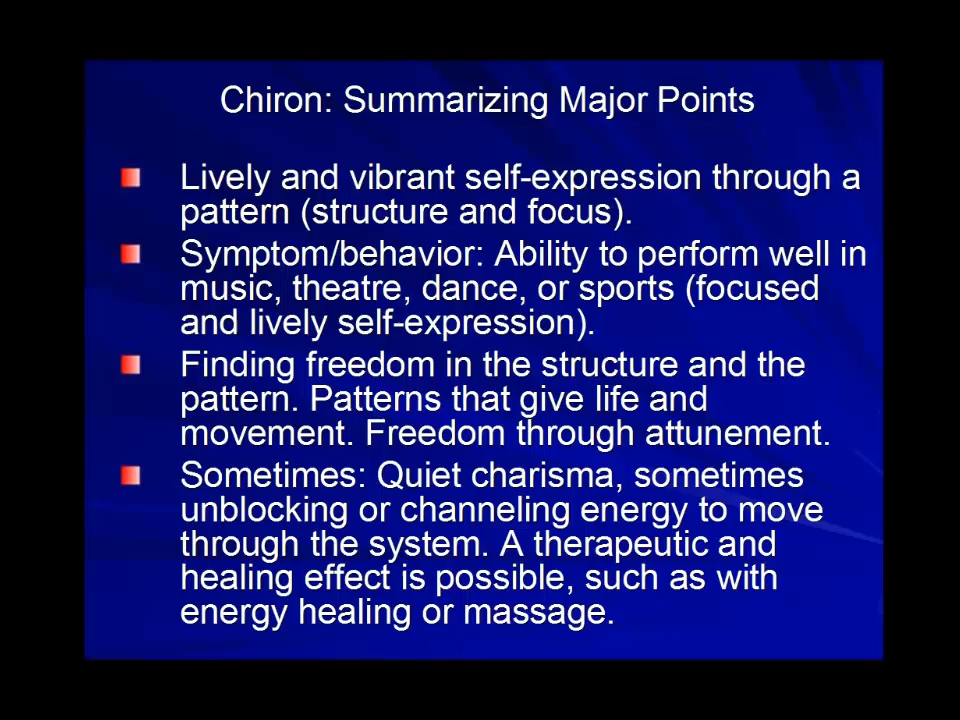 Chiron: Summarizing Major Points
Lively and vibrant self-expression through a
pattern (structure and focus).
Symptom/behavior: Ability to perform well in
music, theatre, dance, or sports (focused
and lively self-expression).
Finding freedom in the structure and the
pattern. Patterns that give life and
movement. Freedom through attunement.
Sometimes: Quiet charisma, sometimes
unblocking or channeling energy to move
through the system. A therapeutic and
healing effect is possible, such as with
energy healing or massage.